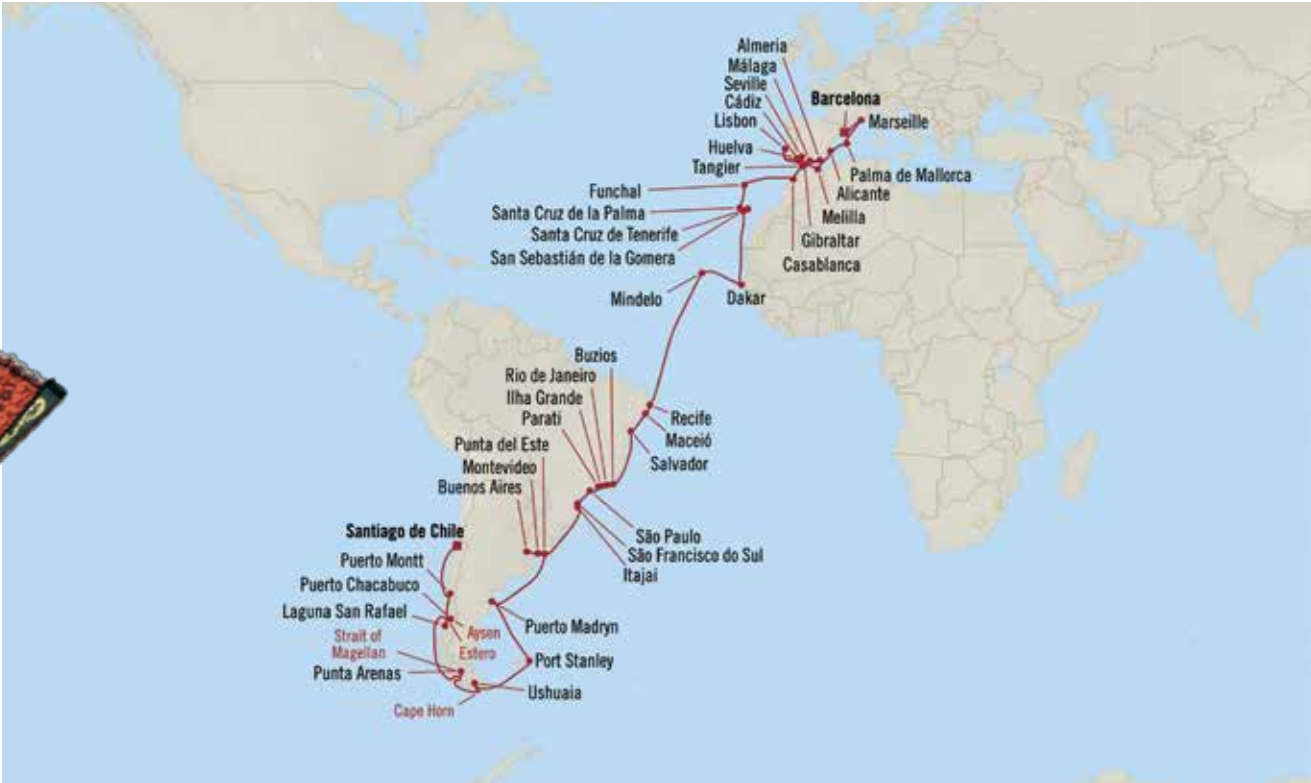 Almeria
Málaga
Seville
Cádiz
Barcelona
Lisbon
Marseille
Huelva
Tangier
Palma de Mallorca
Funchal
Alicante
Santa Cruz de la Palma
Melilla
Santa Cruz de Tenerife
Gibraltar
San Sebastián de la Gomera
Casablanca
Mindelo
Dakar
Buzios
Rio de Janeiro
Ilha Grande
Parati
Recife
Maceió
Punta del Este
Salvador
Montevideo
Buenos Aires
Santiago de Chile
São Paulo
São Francisco do Sul
Puerto Montt
Itajai
Puerto Chacabuco
Laguna San Rafael
Puerto Madryn
Aysen
Estero
Strait of
Magellan
Port Stanley
Punta Arenas
Ushuaia
Cape Horn